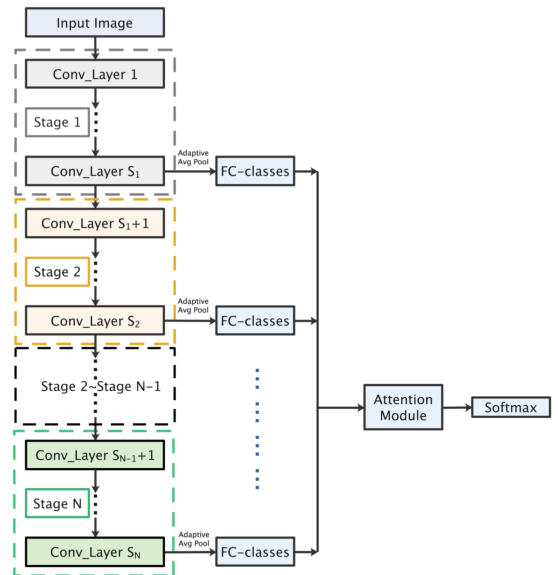 Input Image
Conv_Layer 1
Stage 1
Adaptive
Avg Pool
Conv_Layer S₁
FC-classes
Conv_Layer S₁+1
Stage 2
Adaptive
Avg Pool
Conv_Layer S₂
FC-classes
Stage 2~Stage N-1
Attention
Module
Softmax
Conv_Layer Sₙ₋₁+1
Stage N
Adaptive
Avg Pool
Conv_Layer Sₙ
FC-classes